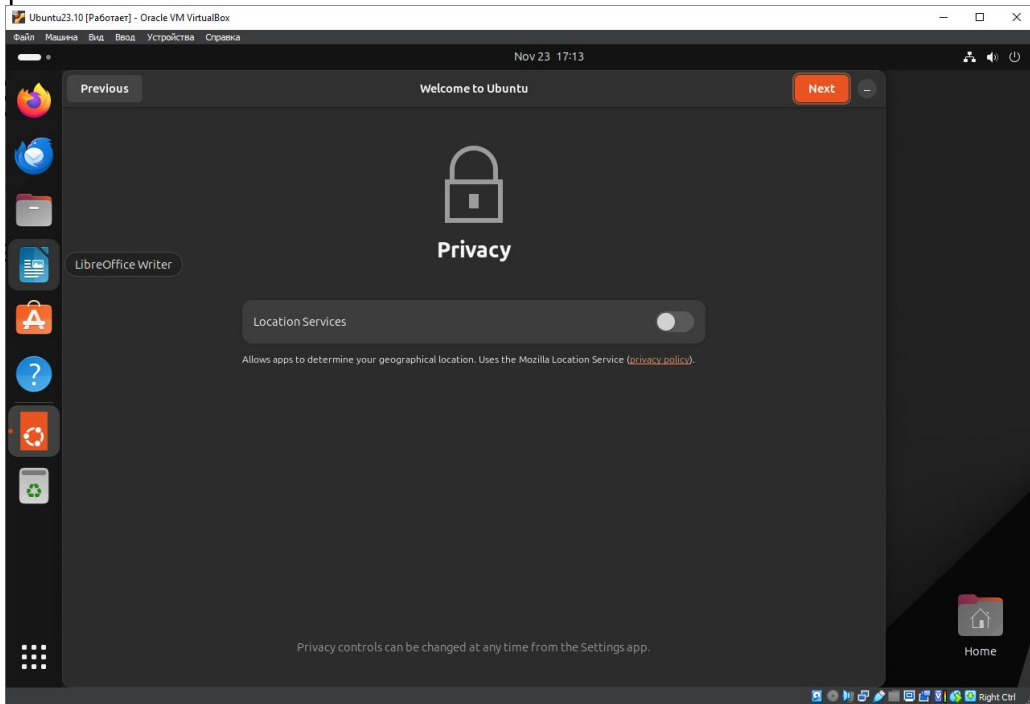 Ubuntu23.10 [Работает] - Oracle VM VirtualBox
Файл Машина Вид Ввод Устройства Справка
Nov 23 17:13
Previous
Welcome to Ubuntu
Next
Privacy
LibreOffice Writer
Location Services
Allows apps to determine your geographical location. Uses the Mozilla Location Service (privacy policy).
Privacy controls can be changed at any time from the Settings app.
Home
Right Ctrl